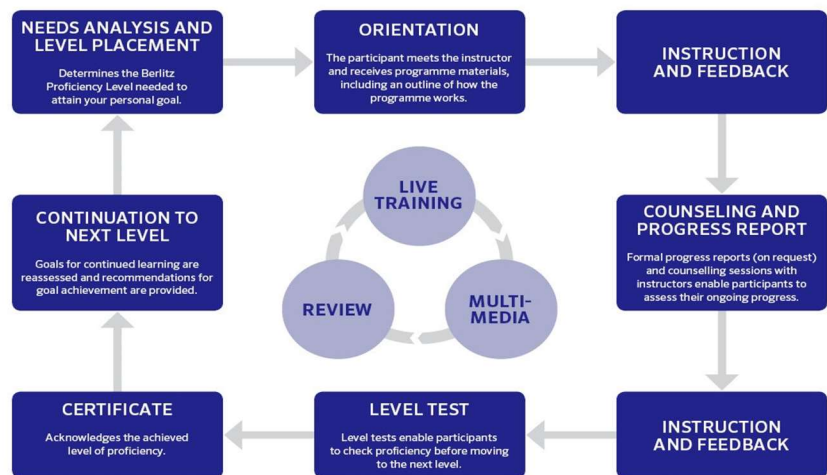 NEEDS ANALYSIS AND
LEVEL PLACEMENT
Determines the Berlitz
Proficiency Level needed to
attain your personal goal.
ORIENTATION
The participant meets the instructor
and receives programme materials,
including an outline of how the
programme works.
INSTRUCTION
AND FEEDBACK
COUNSELING AND
PROGRESS REPORT
Formal progress reports (on request)
and counselling sessions with
instructors enable participants to
assess their ongoing progress.
INSTRUCTION
AND FEEDBACK
LEVEL TEST
Level tests enable participants
to check proficiency before moving
to the next level.
CERTIFICATE
Acknowledges the achieved
level of proficiency.
CONTINUATION TO
NEXT LEVEL
Goals for continued learning are
reassessed and recommendations for
goal achievement are provided.
LIVE
TRAINING
MULTI-
MEDIA
REVIEW